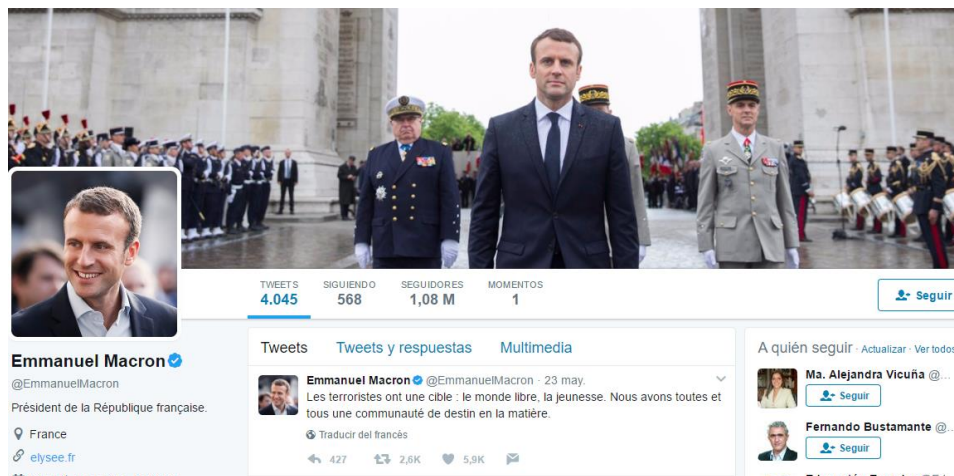 TWEETS SIGUIENDO SEGUIDORES MOMENTOS
4.045 568 1,08 M 1
Seguir
Emmanuel Macron
@EmmanuelMacron
Président de la République française.
France
elysee.fr
Tweets Tweets y respuestas Multimedia
Emmanuel Macron @EmmanuelMacron · 23 may.
Les terroristes ont une cible : le monde libre, la jeunesse. Nous avons toutes et
tous une communauté de destin en la matière.
Traducir del francés
427 2,6K 5,9K
A quién seguir · Actualizar · Ver todos
Ma. Alejandra Vicuña @...
Seguir
Fernando Bustamante @...
Seguir